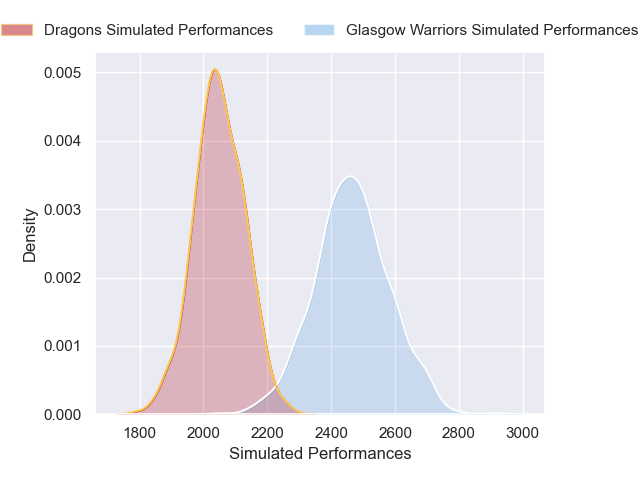 Dragons Simulated Performances
Glasgow Warriors Simulated Performances
0.005
0.004
0.003
0.002
0.001
0.000
Density
1800 2000 2200 2400 2600 2800 3000
Simulated Performances